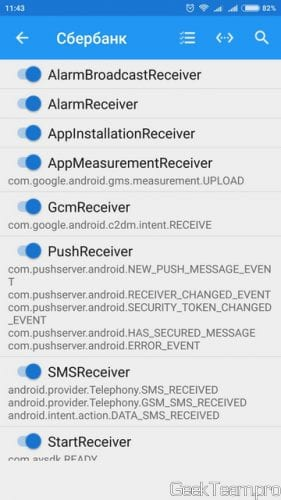 11:43
82%
Сбербанк
AlarmBroadcastReceiver
AlarmReceiver
AppInstallationReceiver
AppMeasurementReceiver
com.google.android.gms.measurement.UPLOAD
GcmReceiver
com.google.android.c2dm.intent.RECEIVE
PushReceiver
com.pushserver.android.NEW_PUSH_MESSAGE_EVEN
T
com.pushserver.android.RECEIVER_CHANGED_EVENT
com.pushserver.android.SECURITY_TOKEN_CHANGED
_EVENT
com.pushserver.android.HAS_SECURED_MESSAGE
com.pushserver.android.ERROR_EVENT
SMSReceiver
android.provider.Telephony.SMS_RECEIVED
android.provider.Telephony.GSM_SMS_RECEIVED
android.intent.action.DATA_SMS_RECEIVED
StartReceiver
com.avsdk.READY
GeekTeam.pro